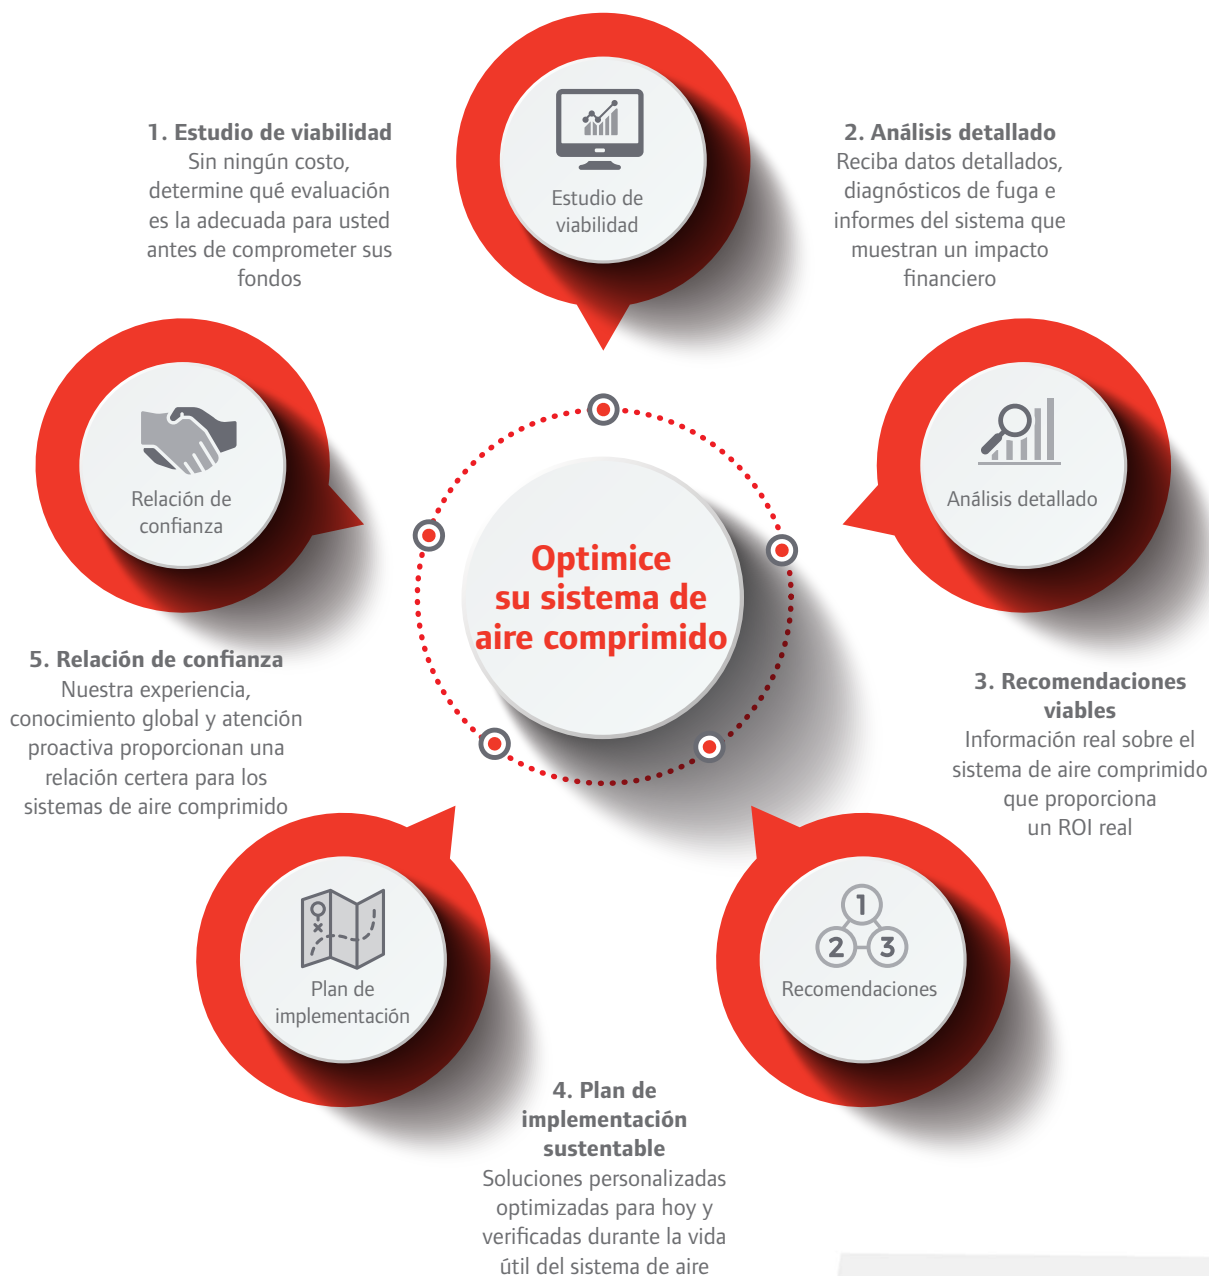 1. Estudio de viabilidad
Sin ningún costo,
determine qué evaluación
es la adecuada para usted
antes de comprometer sus
fondos
Estudio de
viabilidad
2. Análisis detallado
Reciba datos detallados,
diagnósticos de fuga e
informes del sistema que
muestran un impacto
financiero
Relación de
confianza
Análisis detallado
Optimice
su sistema de
aire comprimido
5. Relación de confianza
Nuestra experiencia,
conocimiento global y atención
proactiva proporcionan una
relación certera para los
sistemas de aire comprimido
3. Recomendaciones
viables
Información real sobre el
sistema de aire comprimido
que proporciona
un ROI real
x
Plan de
implementación
1
2
3
Recomendaciones
4. Plan de
implementación
sustentable
Soluciones personalizadas
optimizadas para hoy y
verificadas durante la vida
útil del sistema de aire